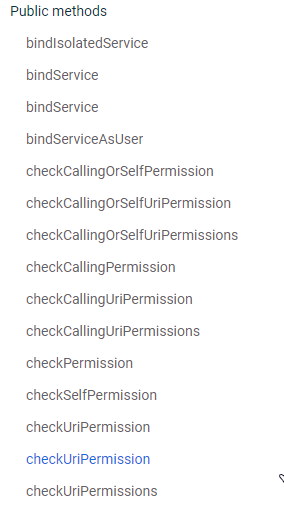 Public methods
bindIsolatedService
bindService
bindService
bindServiceAsUser
checkCallingOrSelfPermission
checkCallingOrSelfUriPermission
checkCallingOrSelfUriPermissions
checkCallingPermission
checkCallingUriPermission
checkCallingUriPermissions
checkPermission
checkSelfPermission
checkUriPermission
checkUriPermission
checkUriPermissions